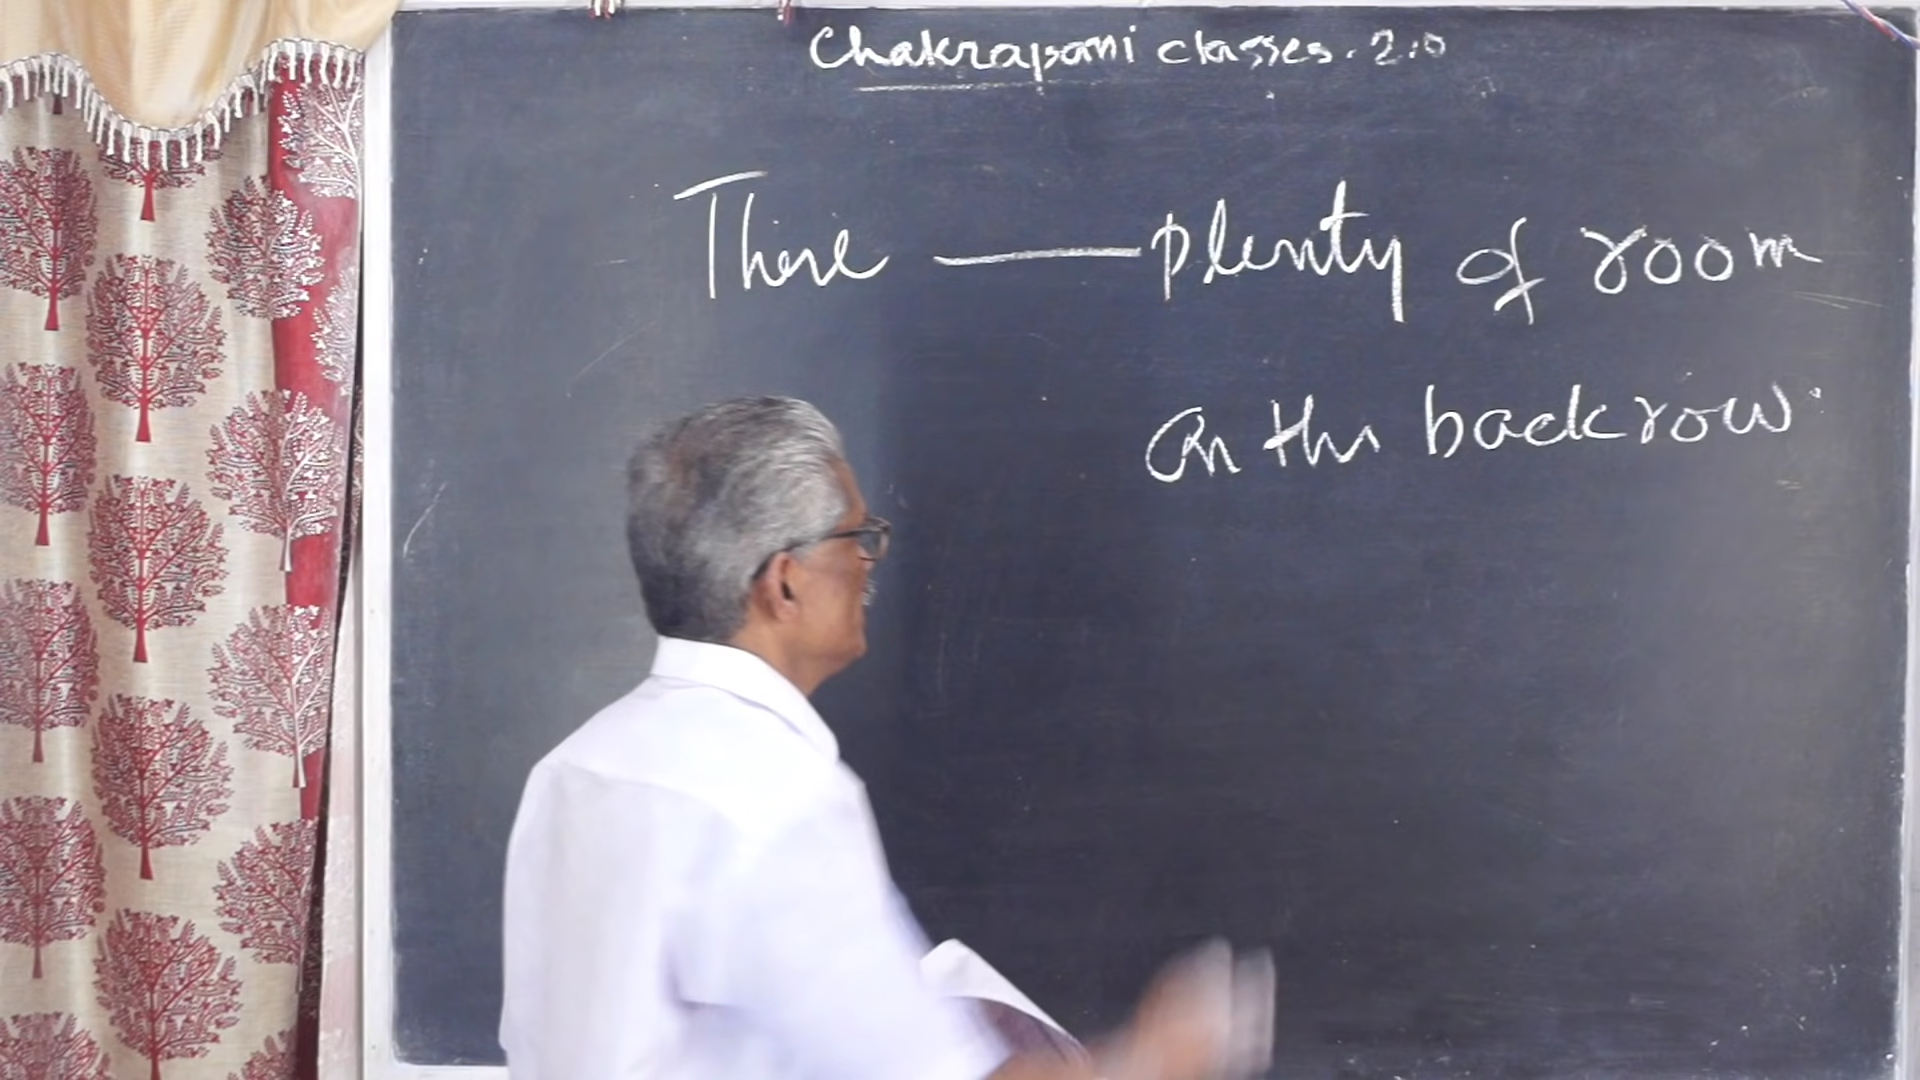 Chakrapani classes. 2.0
There ——— plenty of room
on the back row.